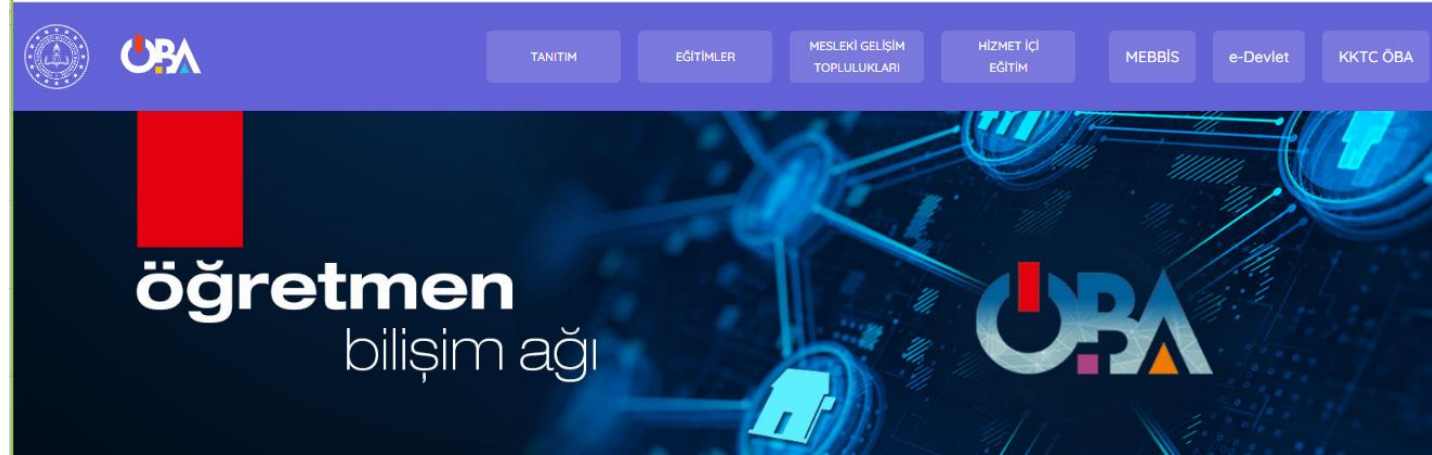 ÖBA
TANITIM
EĞİTİMLER
MESLEKİ GELİŞİM
TOPLULUKLARI
HİZMET İÇİ
EĞİTİM
MEBBİS
e-Devlet
KKTC ÖBA
öğretmen
bilişim ağı
ÖBA